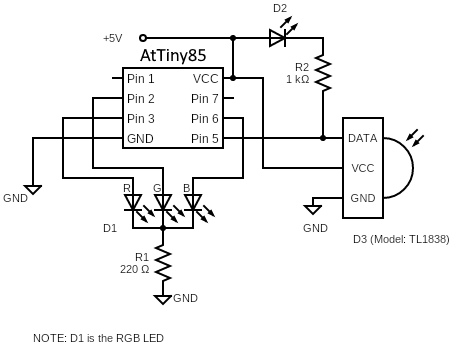 D2
+5V
AtTiny85
R2
1 kΩ
Pin 1
VCC
Pin 2
Pin 7
Pin 3
Pin 6
GND
Pin 5
DATA
VCC
GND
GND
R
G
B
D1
GND
D3 (Model: TL1838)
R1
220 Ω
GND
NOTE: D1 is the RGB LED